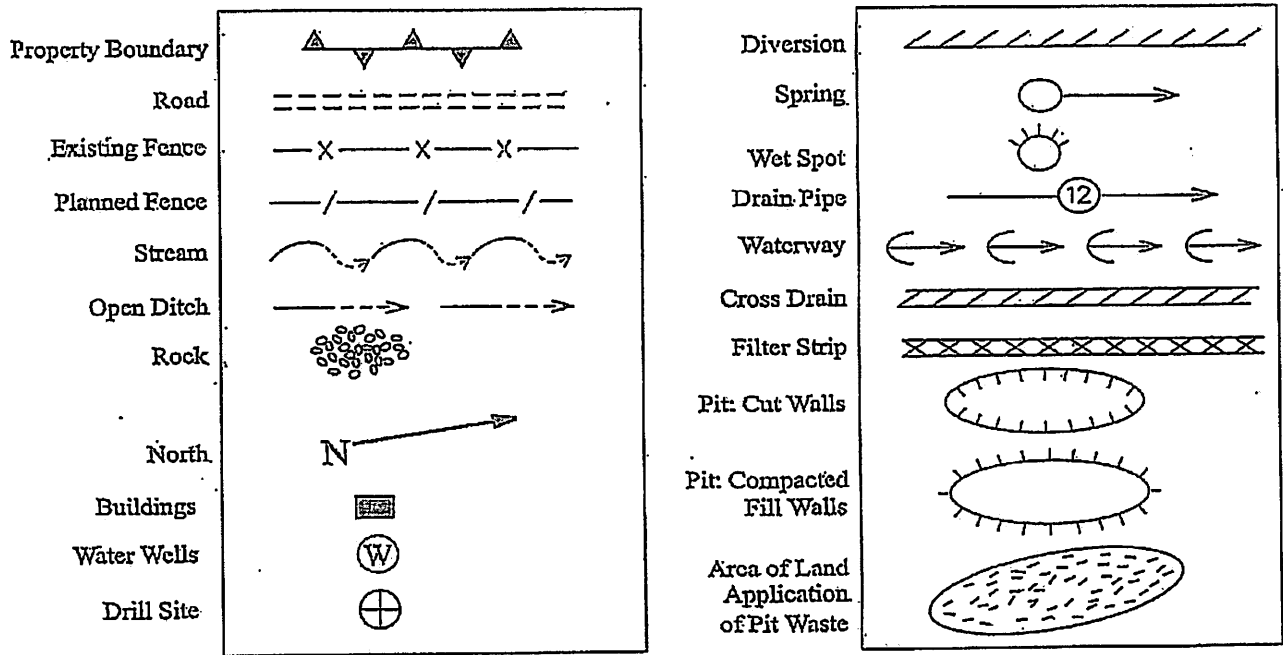 Property Boundary
Road
Existing Fence
Planned Fence
Stream
Open Ditch
Rock
North
N
Buildings
Water Wells
W
Drill Site
Diversion
Spring
Wet Spot
Drain Pipe
12
Waterway
Cross Drain
Filter Strip
Pit: Cut Walls
Pit: Compacted
Fill Walls
Area of Land
Application
of Pit Waste